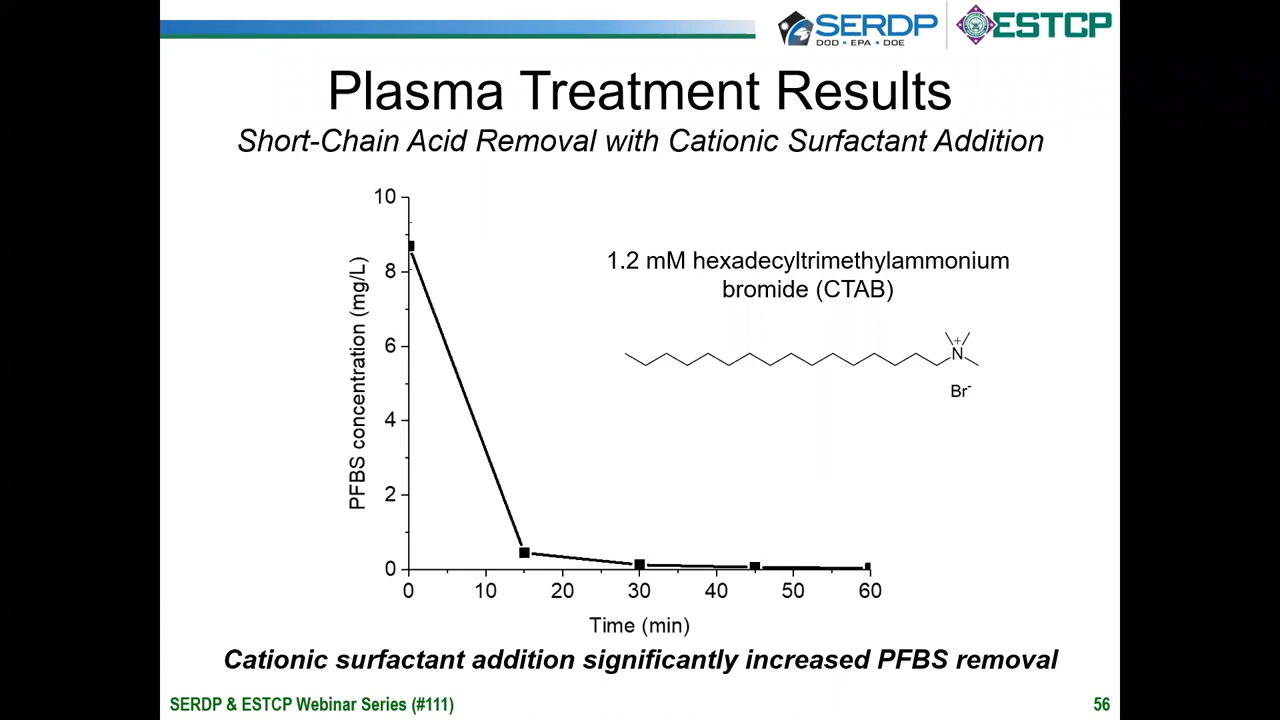 SERDP
DOD • EPA • DOE
ESTCP
Plasma Treatment Results
Short-Chain Acid Removal with Cationic Surfactant Addition
10
8
6
4
2
0
PFBS concentration (mg/L)
1.2 mM hexadecyltrimethylammonium
bromide (CTAB)
N+
Br-
0 10 20 30 40 50 60
Time (min)
Cationic surfactant addition significantly increased PFBS removal
SERDP & ESTCP Webinar Series (#111)
56